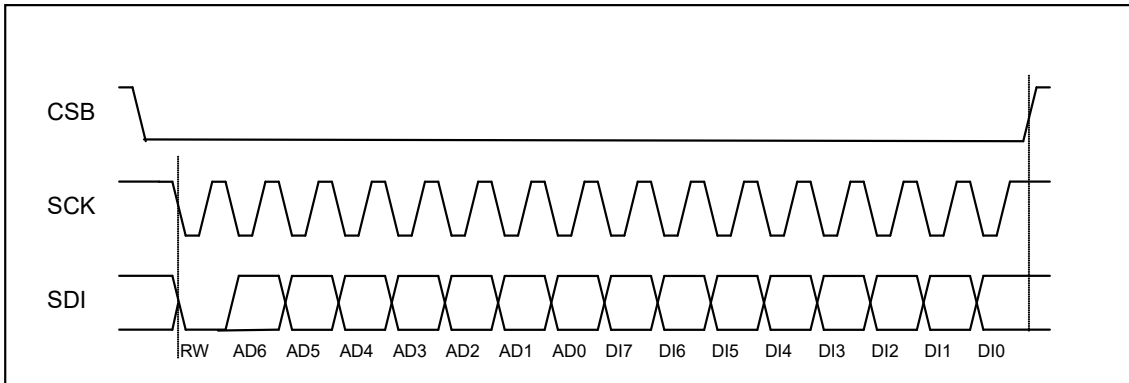 CSB
SCK
SDI
RW AD6 AD5 AD4 AD3 AD2 AD1 AD0 DI7 DI6 DI5 DI4 DI3 DI2 DI1 DI0